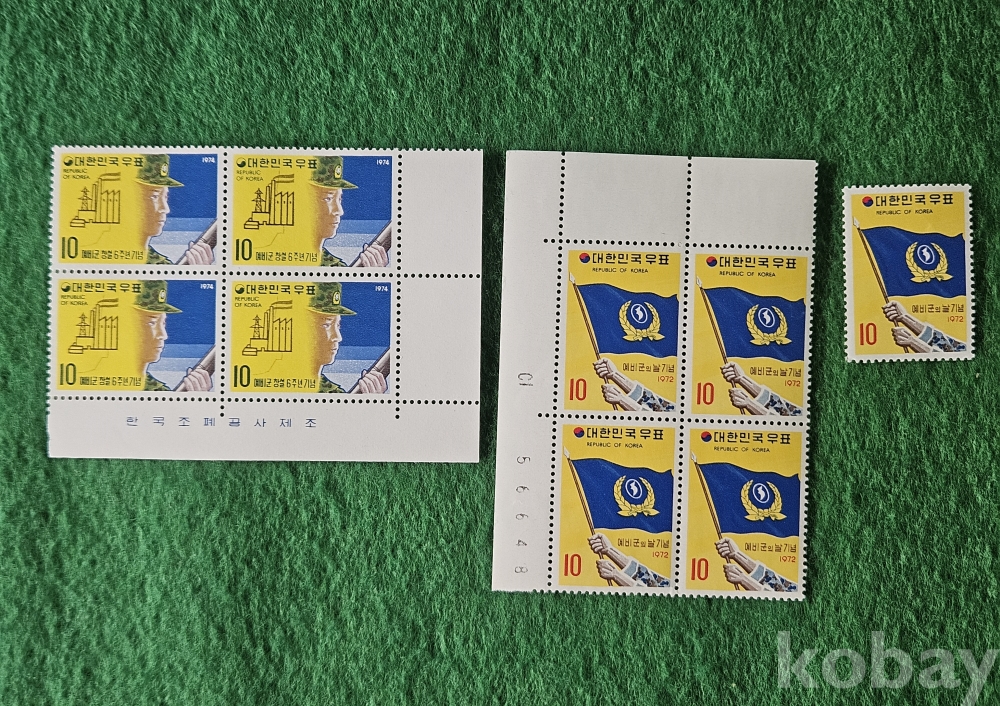 대한민국우표 1974
REPUBLIC
OF KOREA
10 예비군 창설 6주년기념
대한민국우표 1974
REPUBLIC
OF KOREA
10 예비군 창설 6주년기념
대한민국우표 1974
REPUBLIC
OF KOREA
10 예비군 창설 6주년기념
대한민국우표 1974
REPUBLIC
OF KOREA
10 예비군 창설 6주년기념
한국조폐공사제조
대한민국우표
REPUBLIC OF KOREA
예비군의 날 기념
10 1972
대한민국우표
REPUBLIC OF KOREA
예비군의 날 기념
10 1972
대한민국우표
REPUBLIC OF KOREA
예비군의 날 기념
10 1972
대한민국우표
REPUBLIC OF KOREA
예비군의 날 기념
10 1972
56648
대한민국우표
REPUBLIC OF KOREA
예비군의 날 기념
10 1972
kobay